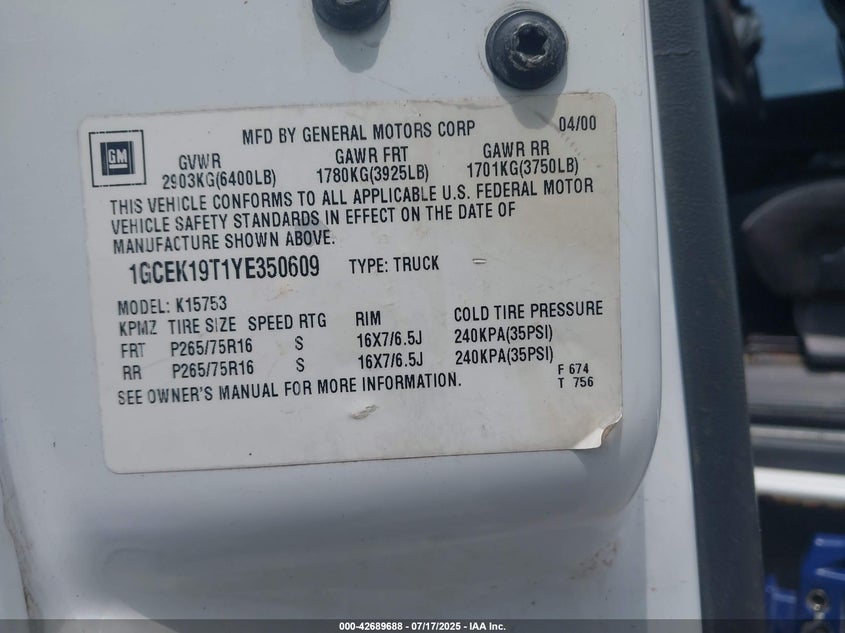 MFD BY GENERAL MOTORS CORP 04/00
GM
GVWR GAWR FRT GAWR RR
2903KG(6400LB) 1780KG(3925LB) 1701KG(3750LB)
THIS VEHICLE CONFORMS TO ALL APPLICABLE U.S. FEDERAL MOTOR
VEHICLE SAFETY STANDARDS IN EFFECT ON THE DATE OF
MANUFACTURE SHOWN ABOVE.
1GCEK19T1YE350609 TYPE: TRUCK
MODEL: K15753
KPMZ TIRE SIZE SPEED RTG RIM COLD TIRE PRESSURE
FRT P265/75R16 S 16X7/6.5J 240KPA(35PSI)
RR P265/75R16 S 16X7/6.5J 240KPA(35PSI)
SEE OWNER'S MANUAL FOR MORE INFORMATION.
F 674
T 756
000-42689688 - 07/17/2025 - IAA Inc.